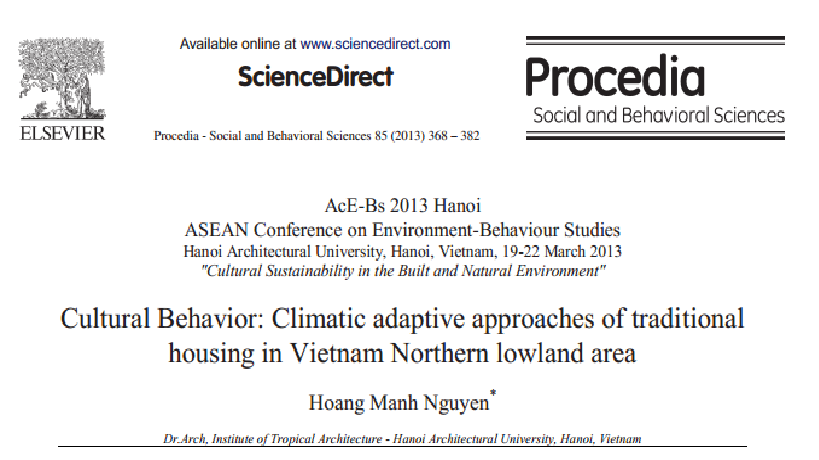 Available online at www.sciencedirect.com
ScienceDirect
ELSEVIER
Procedia - Social and Behavioral Sciences 85 (2013) 368 – 382
Procedia
Social and Behavioral Sciences
AcE-Bs 2013 Hanoi
ASEAN Conference on Environment-Behaviour Studies
Hanoi Architectural University, Hanoi, Vietnam, 19-22 March 2013
"Cultural Sustainability in the Built and Natural Environment"
Cultural Behavior: Climatic adaptive approaches of traditional
housing in Vietnam Northern lowland area
Hoang Manh Nguyen*
Dr.Arch, Institute of Tropical Architecture - Hanoi Architectural University, Hanoi, Vietnam